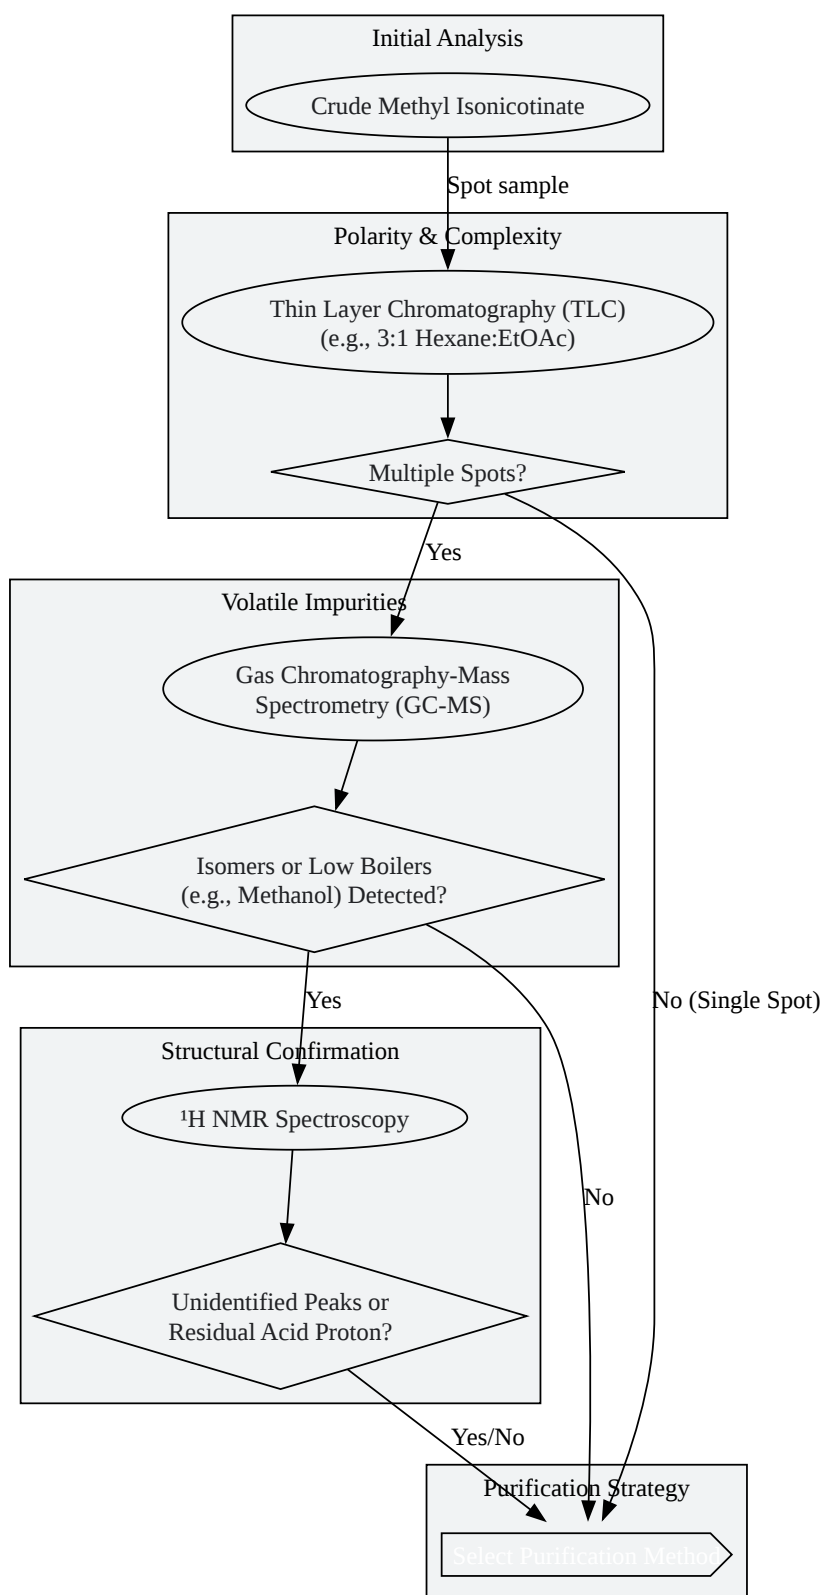 Initial Analysis
Crude Methyl Isonicotinate
Spot sample
Polarity & Complexity
Thin Layer Chromatography (TLC)
(e.g., 3:1 Hexane:EtOAc)
Multiple Spots?
Yes
Volatile Impurities
Gas Chromatography-Mass
Spectrometry (GC-MS)
Isomers or Low Boilers
(e.g., Methanol) Detected?
Yes
No (Single Spot)
Structural Confirmation
¹H NMR Spectroscopy
No
Unidentified Peaks or
Residual Acid Proton?
Yes/No
Purification Strategy
Select Purification Method